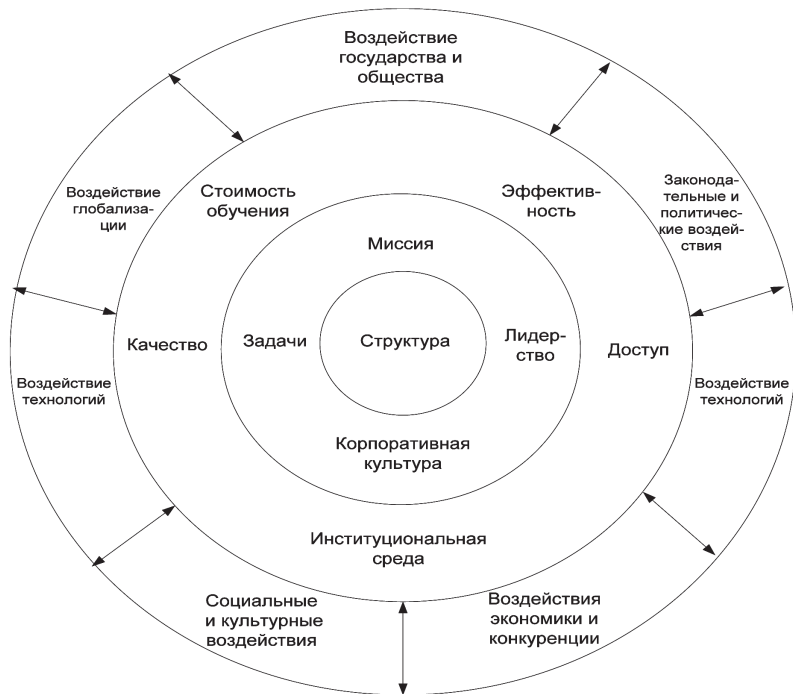 Воздействие
государства и
общества
Воздействие
глобализа-
ции
Стоимость
обучения
Эффектив-
ность
Законода-
тельные и
политичес-
кие воздей-
ствия
Миссия
Качество
Задачи
Структура
Лидер-
ство
Доступ
Воздействие
технологий
Воздействие
технологий
Корпоративная
культура
Институциональная
среда
Социальные
и культурные
воздействия
Воздействия
экономики и
конкуренции